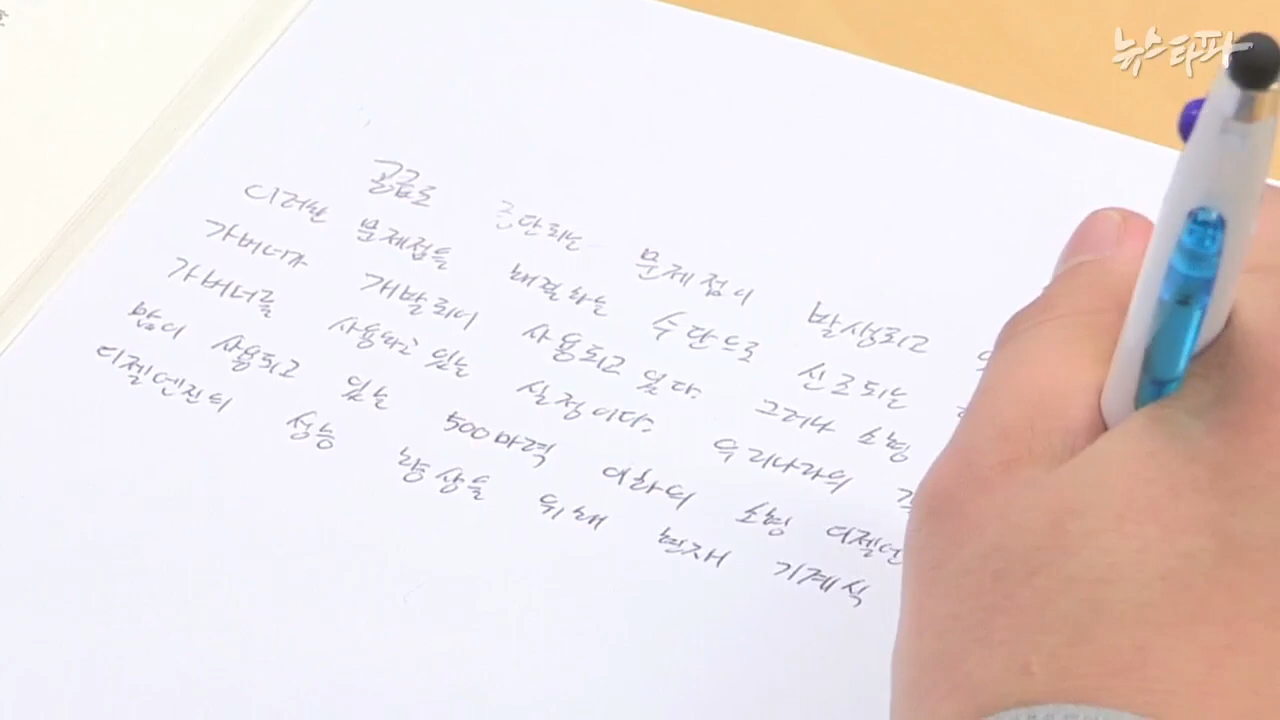 뉴스타파
공급도 중단되는 문제점이 발생되고
이러한 문제점을 해결하는 수단으로 신조되는
가버너가 개발되어 사용되고 있다. 그러나 소형
가버너를 사용하고 있는 실정이다. 우리나라의
많이 사용되고 있는 500마력 이하의 소형 디젤엔
디젤엔진의 성능 향상을 위해 현재 기계식